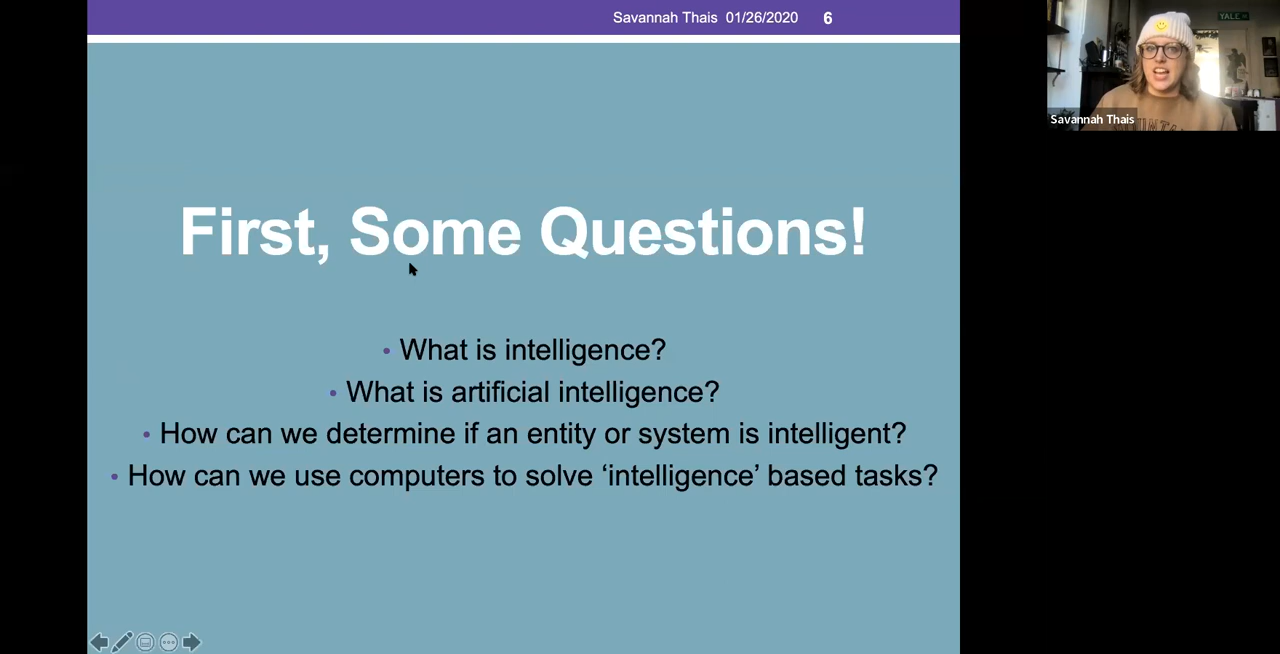 Savannah Thais 01/26/2020 6
YALE
Savannah Thais
First, Some Questions!
• What is intelligence?
• What is artificial intelligence?
• How can we determine if an entity or system is intelligent?
• How can we use computers to solve ‘intelligence’ based tasks?